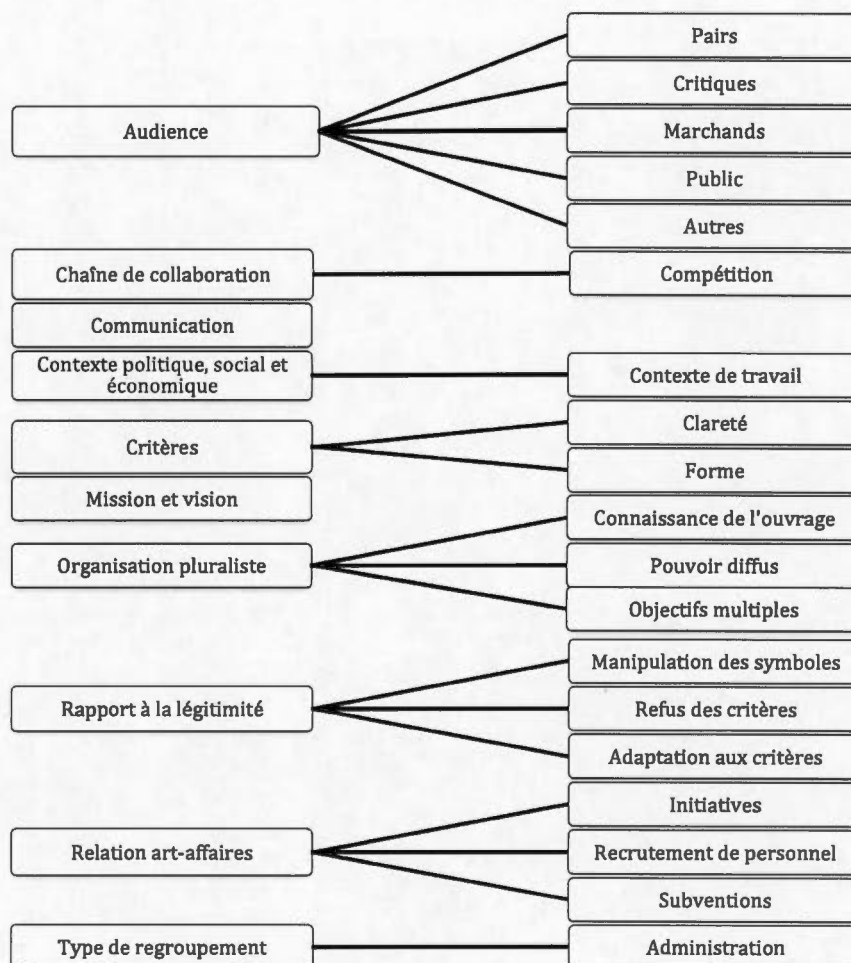 Audience
Pairs
Critiques
Marchands
Public
Autres
Chaîne de collaboration
Compétition
Communication
Contexte politique, social et
économique
Contexte de travail
Critères
Clareté
Forme
Mission et vision
Organisation pluraliste
Connaissance de l'ouvrage
Pouvoir diffus
Objectifs multiples
Rapport à la légitimité
Manipulation des symboles
Refus des critères
Adaptation aux critères
Relation art-affaires
Initiatives
Recrutement de personnel
Subventions
Type de regroupement
Administration